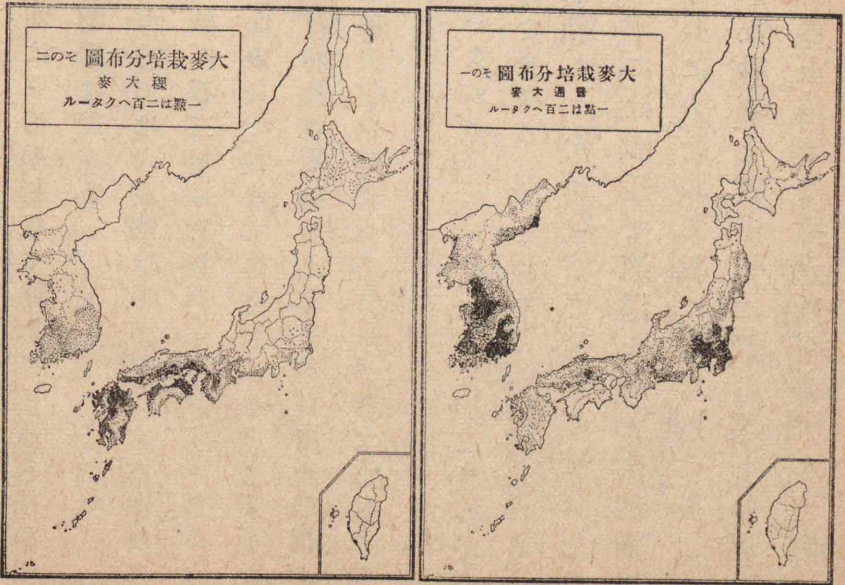 大麥栽培分布圖 その一
普通大麥
一點は二百ヘクタール
大麥栽培分布圖 その二
稞大麥
一點は二百ヘクタール